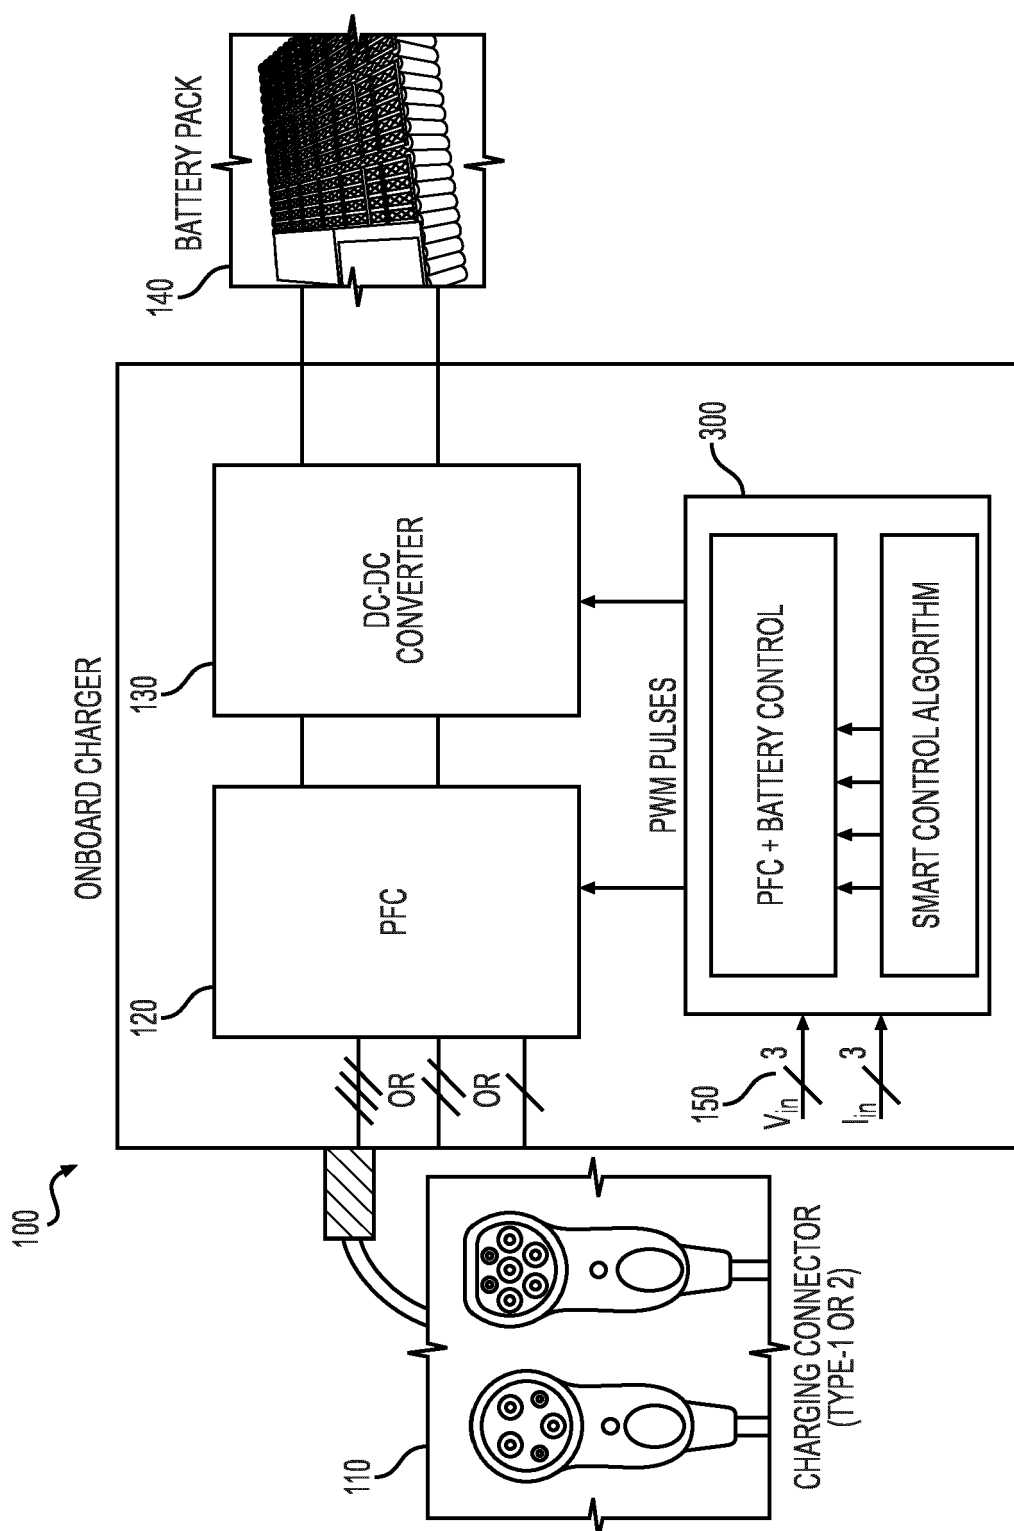 100
ONBOARD CHARGER
110
CHARGING CONNECTOR
(TYPE-1 OR 2)
OR
OR
120
PFC
130
DC-DC
CONVERTER
140
BATTERY PACK
PWM PULSES
150
Vin
3
Iin
3
300
PFC + BATTERY CONTROL
SMART CONTROL ALGORITHM